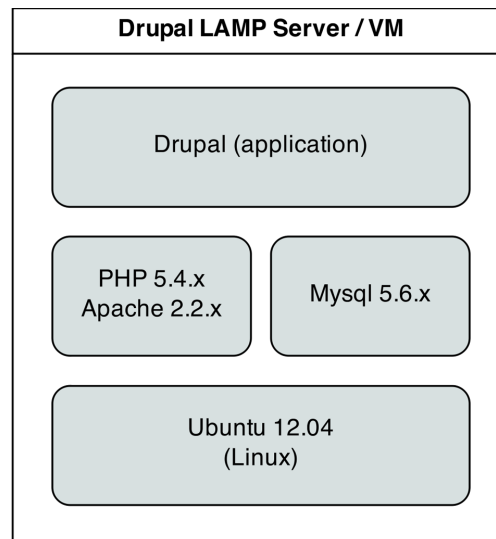 Drupal LAMP Server / VM
Drupal (application)
PHP 5.4.x
Apache 2.2.x
Mysql 5.6.x
Ubuntu 12.04
(Linux)